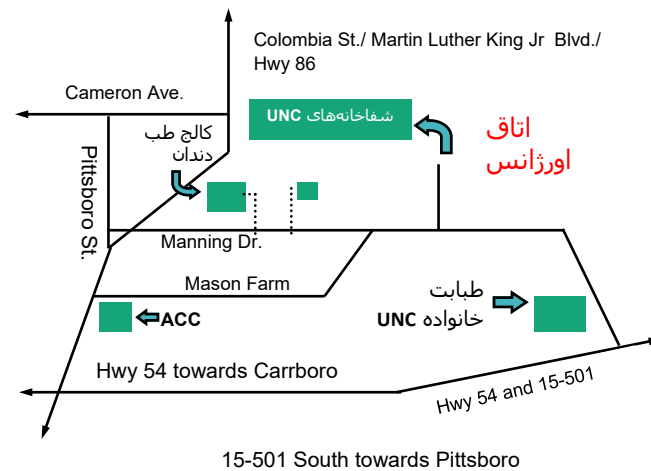 Colombia St./ Martin Luther King Jr  Blvd./
Hwy 86
Cameron Ave.
شفاخانه‌های UNC
اتاق
اورژانس
کالج طب
دندان
Pittsboro St.
Manning Dr.
Mason Farm
طبابت
خانواده UNC
ACC
Hwy 54 towards Carrboro
Hwy 54 and 15-501
15-501 South towards Pittsboro